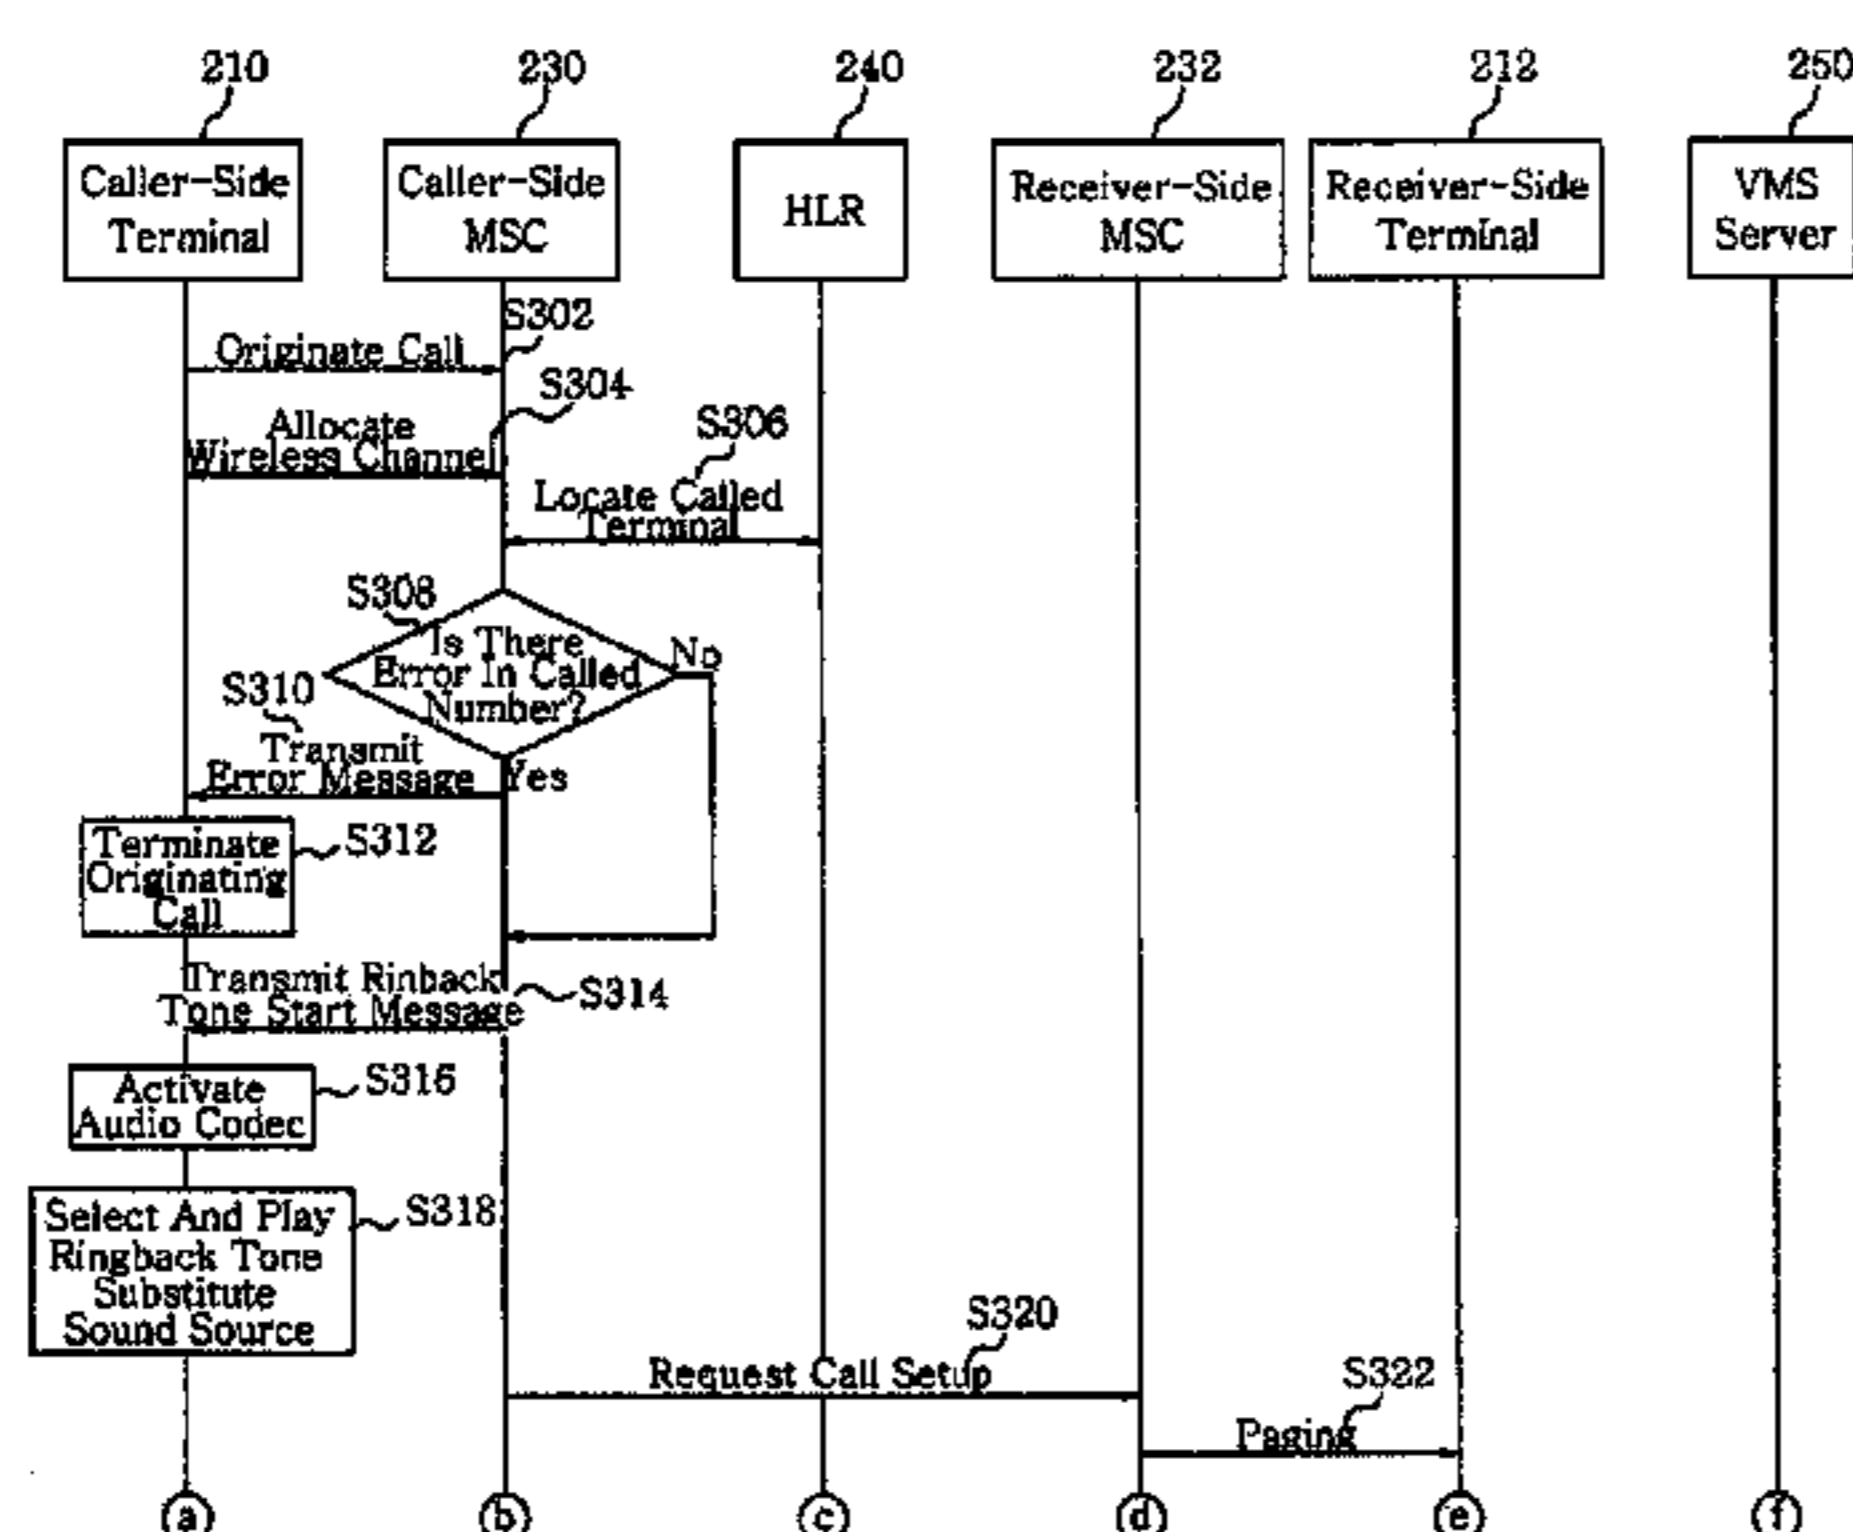 210
230
240
232
212
250
Caller-Side
Terminal
Caller-Side
MSC
HLR
Receiver-Side
MSC
Receiver-Side
Terminal
VMS
Server
S302
Originate Call
S304
Allocate
Wireless Channel
S306
Locate Called
Terminal
S308
Is There
Error In Called
Number?
No
S310
Transmit
Error Message
Yes
Terminate
Originating
Call
S312
Transmit Rinback
Tone Start Message
S314
Activate
Audio Codec
S316
Select And Play
Ringback Tone
Substitute
Sound Source
S318
S320
Request Call Setup
S322
Paging
a
b
c
d
e
f